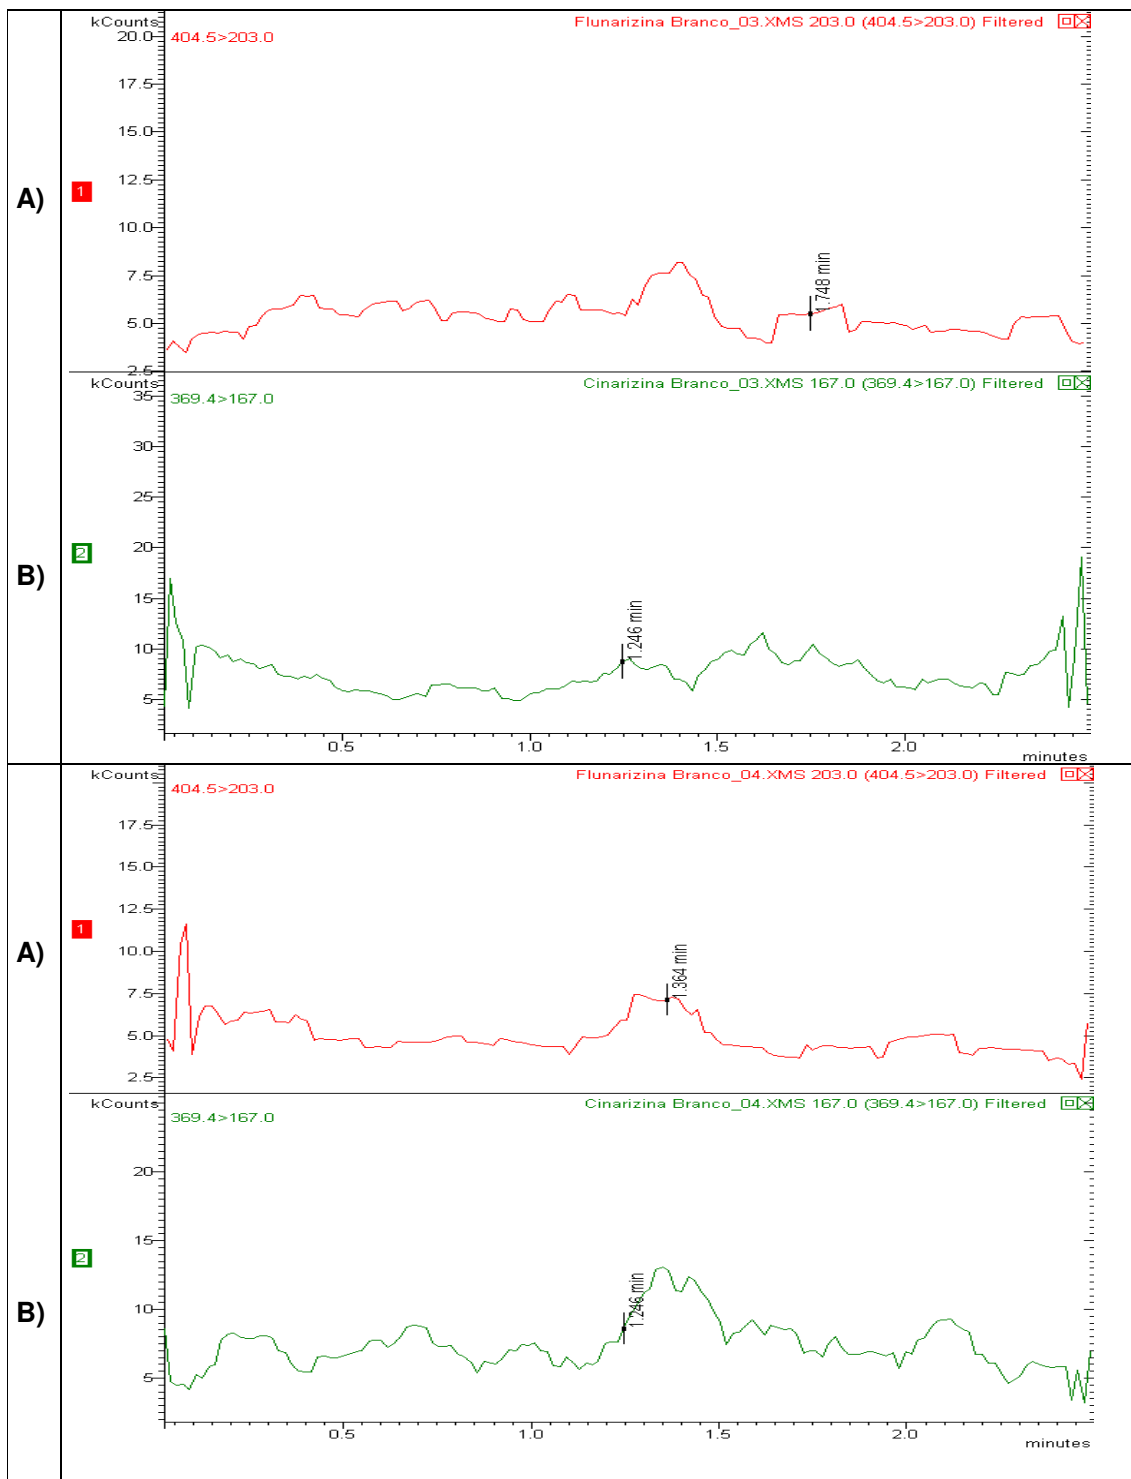 kCounts
Flunarizina Branco_03.XMS 203.0 (404.5>203.0) Filtered
404.5>203.0
20.0
17.5
15.0
12.5
10.0
7.5
5.0
2.5
A)
1
1.748 min
kCounts
Cinarizina Branco_03.XMS 167.0 (369.4>167.0) Filtered
369.4>167.0
35
30
25
20
15
10
5
B)
2
1.246 min
0.5 1.0 1.5 2.0
minutes
kCounts
Flunarizina Branco_04.XMS 203.0 (404.5>203.0) Filtered
404.5>203.0
17.5
15.0
12.5
10.0
7.5
5.0
2.5
A)
1
1.364 min
kCounts
Cinarizina Branco_04.XMS 167.0 (369.4>167.0) Filtered
369.4>167.0
20
15
10
5
B)
2
1.246 min
0.5 1.0 1.5 2.0
minutes